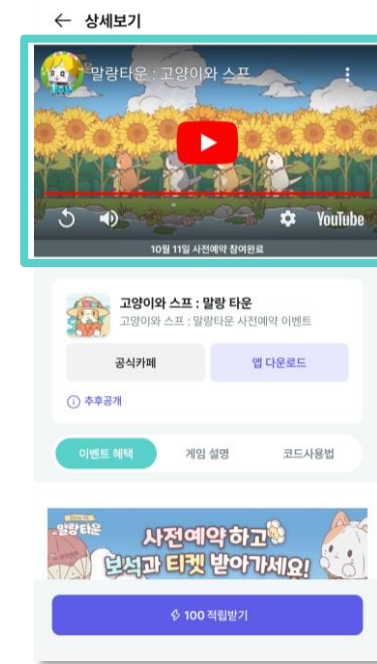 상세보기
말랑타운 : 고양이와 스프
YouTube
10월 11일 사전예약 참여완료
고양이와 스프 : 말랑 타운
고양이와 스프 : 말랑타운 사전예약 이벤트
공식카페 앱 다운로드
추후공개
이벤트 혜택 게임 설명 코드사용법
말랑타운
사전예약 하고
보석과 티켓 받아가세요!
100 적립받기